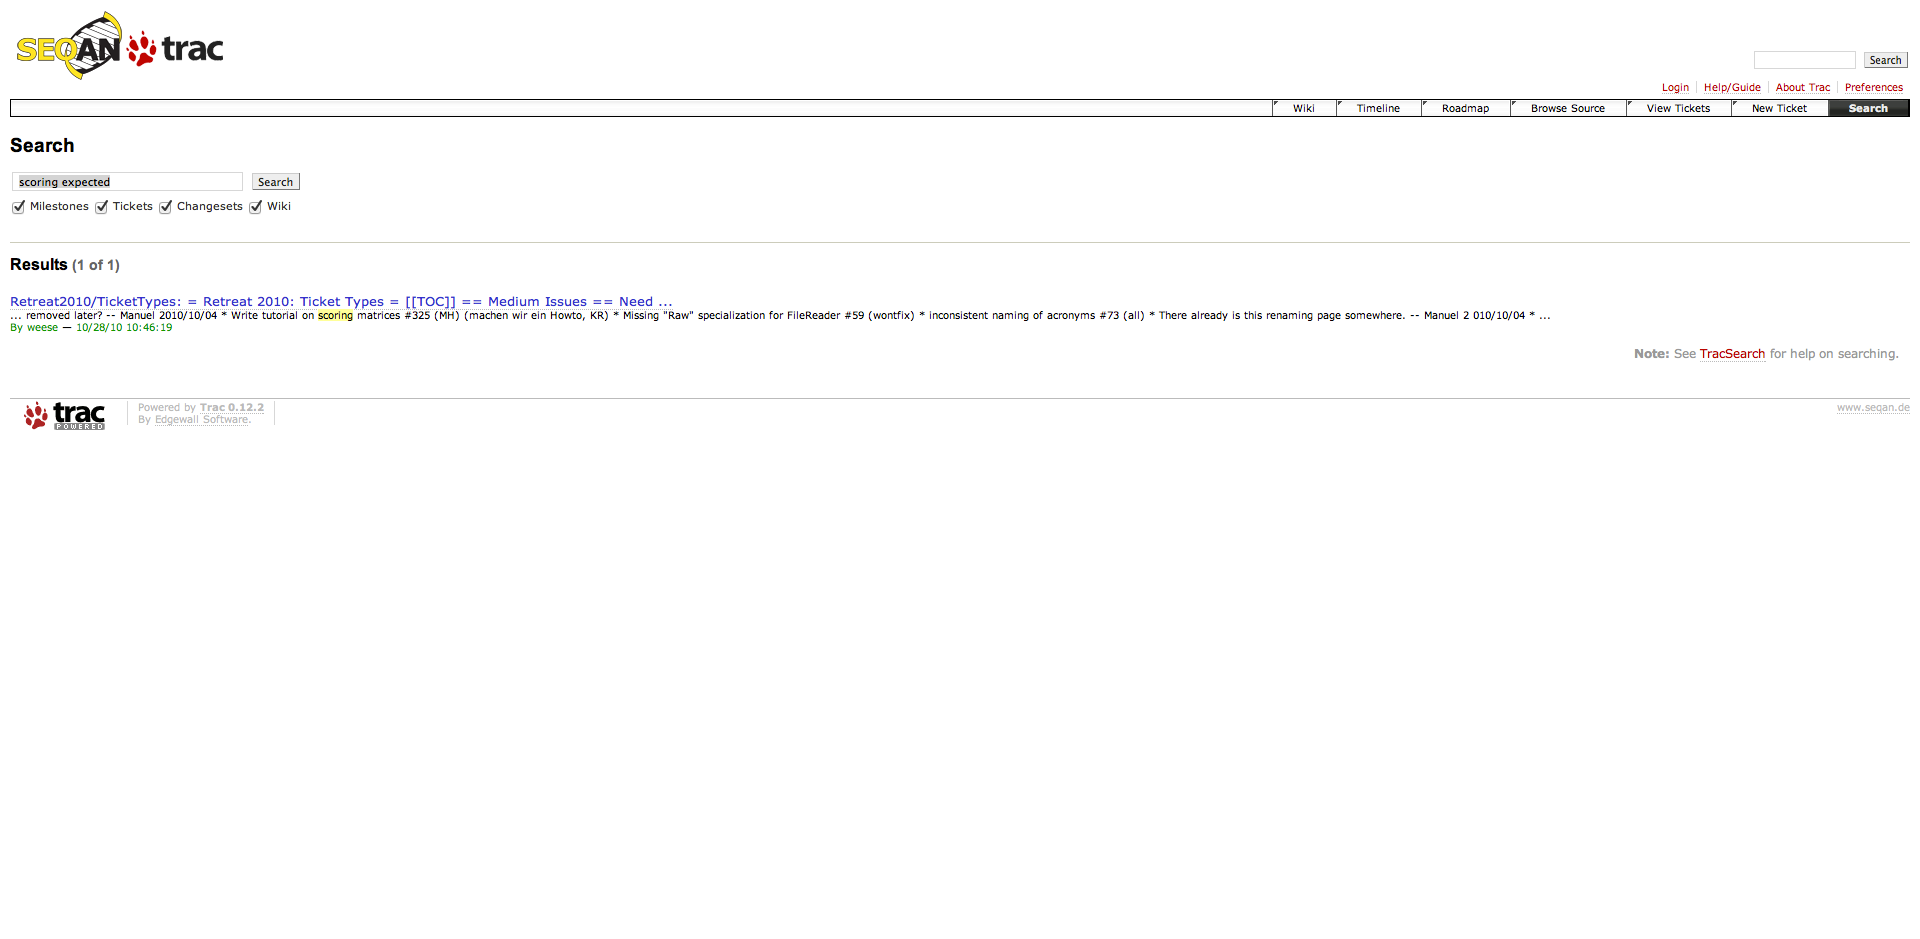 SEQAN trac
Search
Login Help/Guide About Trac Preferences
Wiki Timeline Roadmap Browse Source View Tickets New Ticket Search
Search
scoring expected Search
Milestones Tickets Changesets Wiki
Results (1 of 1)
Retreat2010/TicketTypes: = Retreat 2010: Ticket Types = [[TOC]] == Medium Issues == Need ...
... removed later? -- Manuel 2010/10/04 * Write tutorial on scoring matrices #325 (MH) (machen wir ein Howto, KR) * Missing "Raw" specialization for FileReader #59 (wontfix) * inconsistent naming of acronyms #73 (all) * There already is this renaming page somewhere. -- Manuel 2 010/10/04 * ...
By weese — 10/28/10 10:46:19
Note: See TracSearch for help on searching.
trac POWERED
Powered by Trac 0.12.2
By Edgewall Software.
www.seqan.de